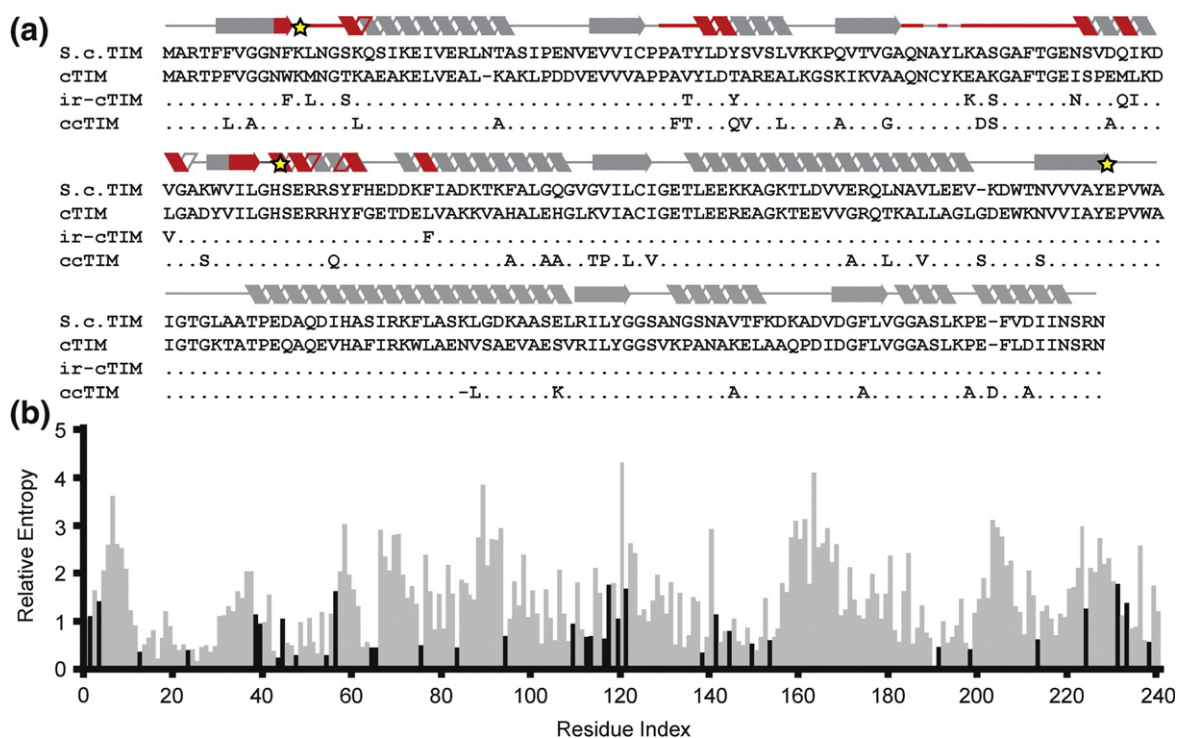 (a)
S.c.TIM MARTFFVGGNFKLNGSKQSIKEIVERLNTASIPENVEVVICPPATYLDYSVSLVKKPQVTVGAQNAYLKASGAFTGENSVDQIKD
cTIM MARTPFVGGNWKMNGTKAEAKELVEAL-KAKLPDDVEVVVAPPAVYLDTAREALKGSKIKVAAQNCYKEAKGAFTGEISPEMLKD
ir-cTIM ..........F.L..S............................T...Y...................K.S......N...QI..
ccTIM .....L.A........L...........A..............FT...QV..L....A...G.......DS.........A....
S.c.TIM VGAKWVILGHSERRSYFHEDDKFIADKTKFALGQGVGVILCIGETLEEKKAGKTLDVVERQLNAVLEEV-KDWTNVVVAYEPVWA
cTIM LGADYVILGHSERRHYFGETDELVAKKVAHALEHGLKVIACIGETLEEREAGKTEEVVGRQTKALLAGLGDEWKNVVIAYEPVWA
ir-cTIM V.....................F..............................................................
ccTIM ...S..........Q..............A..AA..TP.L.V................A..L..V....S....S..........
S.c.TIM IGTGLAATPEDAQDIHASIRKFLASKLGDKAASELRILYGGSANGSNAVTFKDKADVDGFLVGGASLKPE-FVDIINSRN
cTIM IGTGKTATPEQAQEVHAFIRKWLAENVSAEVAESVRILYGGSVKPANAKELAAQPDIDGFLVGGASLKPE-FLDIINSRN
ir-cTIM ................................................................................
ccTIM .........................-L......K..............A..........A........A.D..A......
(b)
5
4
3
2
1
0
Relative Entropy
0 20 40 60 80 100 120 140 160 180 200 220 240
Residue Index